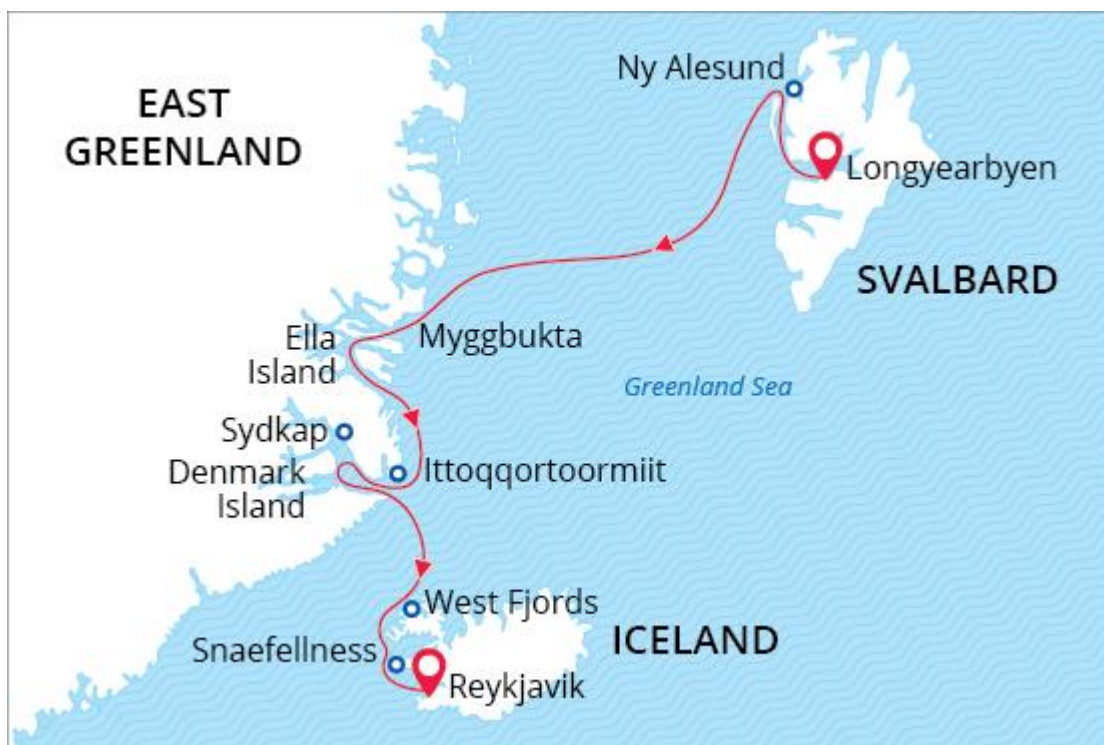 Ny Alesund
EAST
GREENLAND
Longyearbyen
SVALBARD
Ella
Island
Myggbukta
Greenland Sea
Sydkap
Denmark
Island
Ittoqqortoormiit
West Fjords
ICELAND
Snaefellness
Reykjavik